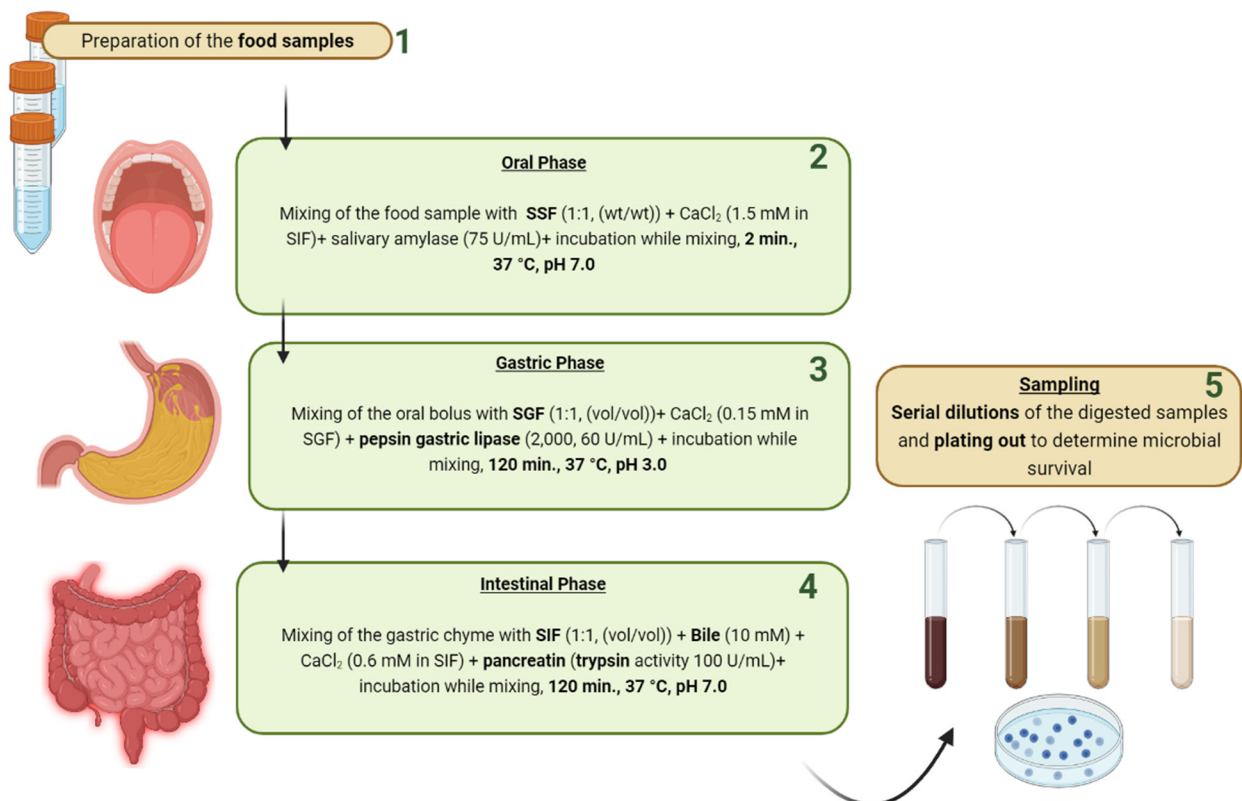 Preparation of the food samples
1
Oral Phase
2
Mixing of the food sample with SSF (1:1, (wt/wt)) + CaCl₂ (1.5 mM in
SIF)+ salivary amylase (75 U/mL)+ incubation while mixing, 2 min.,
37 °C, pH 7.0
Gastric Phase
3
Mixing of the oral bolus with SGF (1:1, (vol/vol))+ CaCl₂ (0.15 mM in
SGF) + pepsin gastric lipase (2,000, 60 U/mL) + incubation while
mixing, 120 min., 37 °C, pH 3.0
Intestinal Phase
4
Mixing of the gastric chyme with SIF (1:1, (vol/vol)) + Bile (10 mM) +
CaCl₂ (0.6 mM in SIF) + pancreatin (trypsin activity 100 U/mL)+
incubation while mixing, 120 min., 37 °C, pH 7.0
Sampling
5
Serial dilutions of the digested samples
and plating out to determine microbial
survival